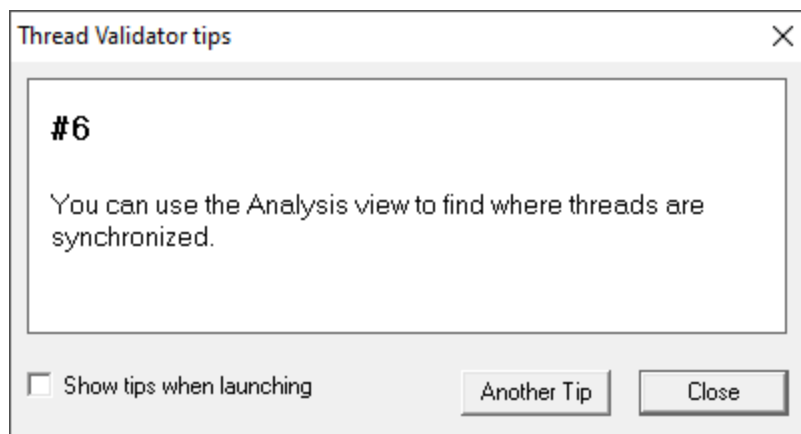 Thread Validator tips
#6
You can use the Analysis view to find where threads are
synchronized.
Show tips when launching
Another Tip
Close